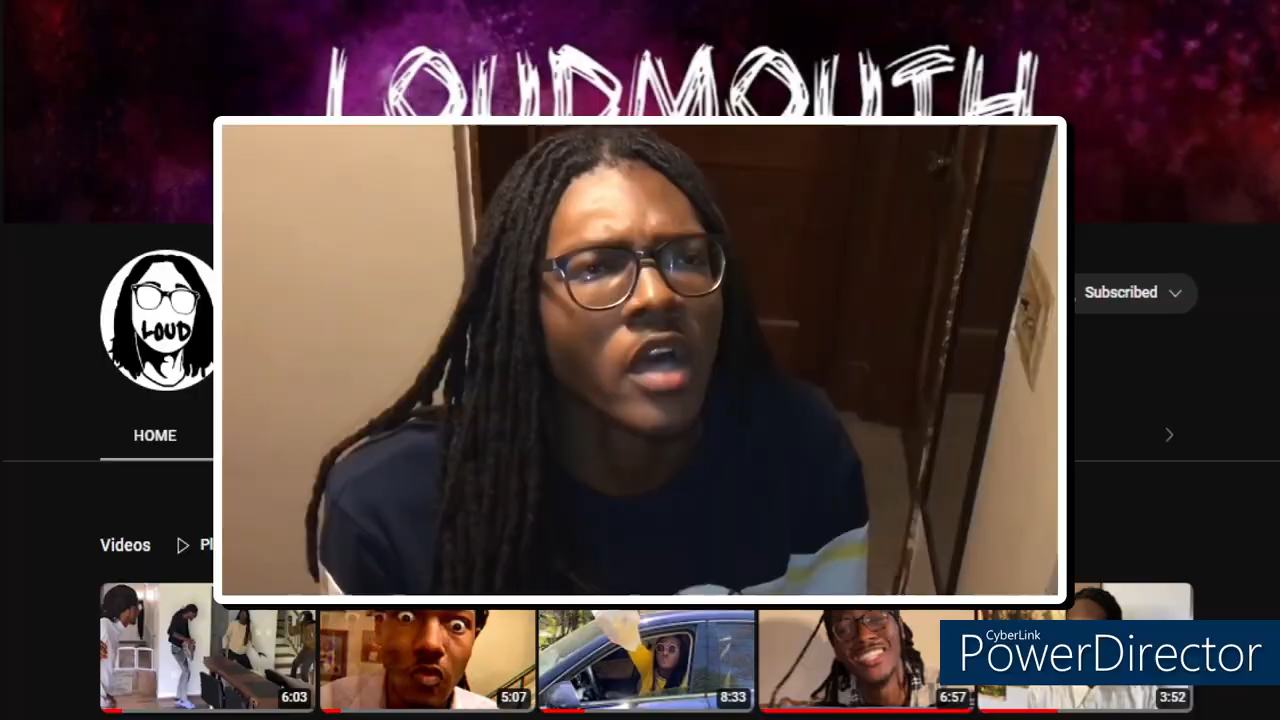 LOUDMOUTH
LOUD
Subscribed
HOME
Videos
6:03
5:07
8:33
6:57
3:52
CyberLink
PowerDirector